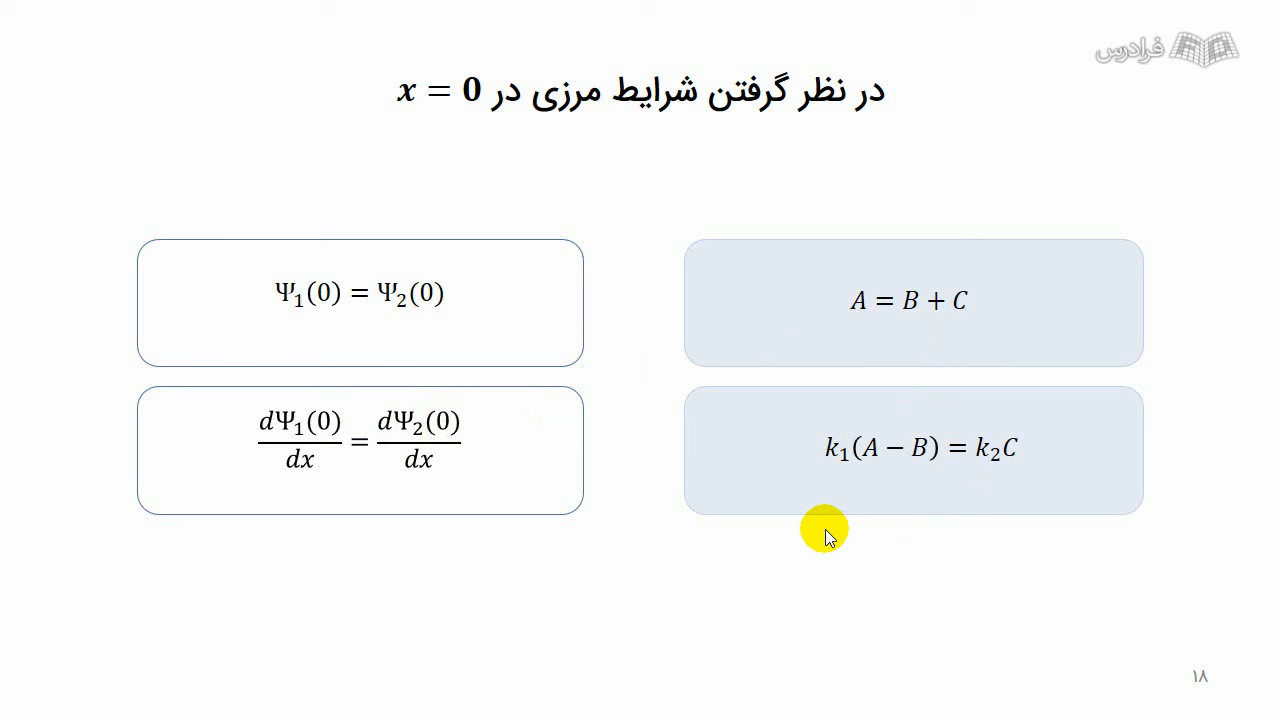 فرادرس
در نظر گرفتن شرایط مرزی در x = 0
Ψ₁(0) = Ψ₂(0)
A = B + C
dΨ₁(0)/dx = dΨ₂(0)/dx
k₁(A − B) = k₂C
۱۸